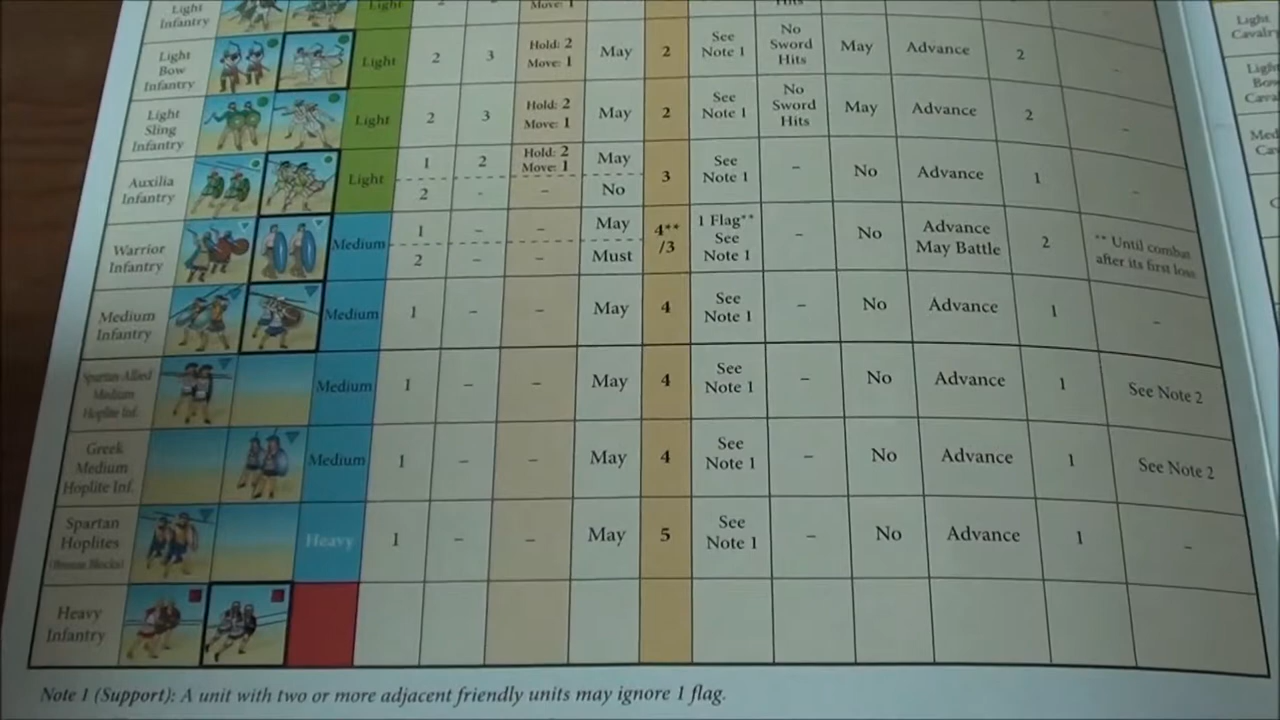 Light
Infantry
Light
2
2
Move: 1
Hits
Light
Bow
Infantry
Light
2
3
Hold: 2
Move: 1
May
2
See
Note 1
No
Sword
Hits
May
Advance
2
-
Light
Sling
Infantry
Light
2
3
Hold: 2
Move: 1
May
2
See
Note 1
No
Sword
Hits
May
Advance
2
-
Auxilia
Infantry
Light
1
2
Hold: 2
Move: 1
May
2
-
-
No
3
See
Note 1
-
No
Advance
1
-
Warrior
Infantry
Medium
1
-
-
May
2
-
-
Must
4**
/3
1 Flag**
See
Note 1
-
No
Advance
May Battle
2
** Until combat
after its first loss
Medium
Infantry
Medium
1
-
-
May
4
See
Note 1
-
No
Advance
1
-
Spartan Allied
Medium
Hoplite Inf.
Medium
1
-
-
May
4
See
Note 1
-
No
Advance
1
See Note 2
Greek
Medium
Hoplite Inf.
Medium
1
-
-
May
4
See
Note 1
-
No
Advance
1
See Note 2
Spartan
Hoplites
(Bronze Blocks)
Heavy
1
-
-
May
5
See
Note 1
-
No
Advance
1
-
Heavy
Infantry
Note 1 (Support): A unit with two or more adjacent friendly units may ignore 1 flag.
Light
Cavalry
Light
Med